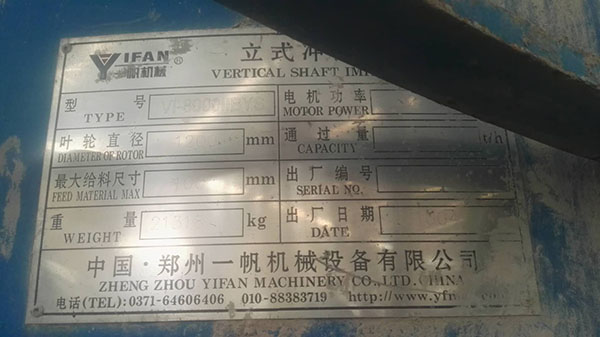 YIFAN ®
一帆机械
立式冲
VERTICAL SHAFT IMP
型 号
TYPE
电机功率
MOTOR POWER
叶轮直径
DIAMETER OF ROTOR
mm
通过量
CAPACITY
t/h
最大给料尺寸
FEED MATERIAL MAX
mm
出厂编号
SERIAL NO.
重 量
WEIGHT
kg
出厂日期
DATE
中国·郑州一帆机械设备有限公司
ZHENG ZHOU YIFAN MACHINERY CO.,LTD.CHINA
电话(TEL):0371-64606406 010-88383719 http://www.yfm